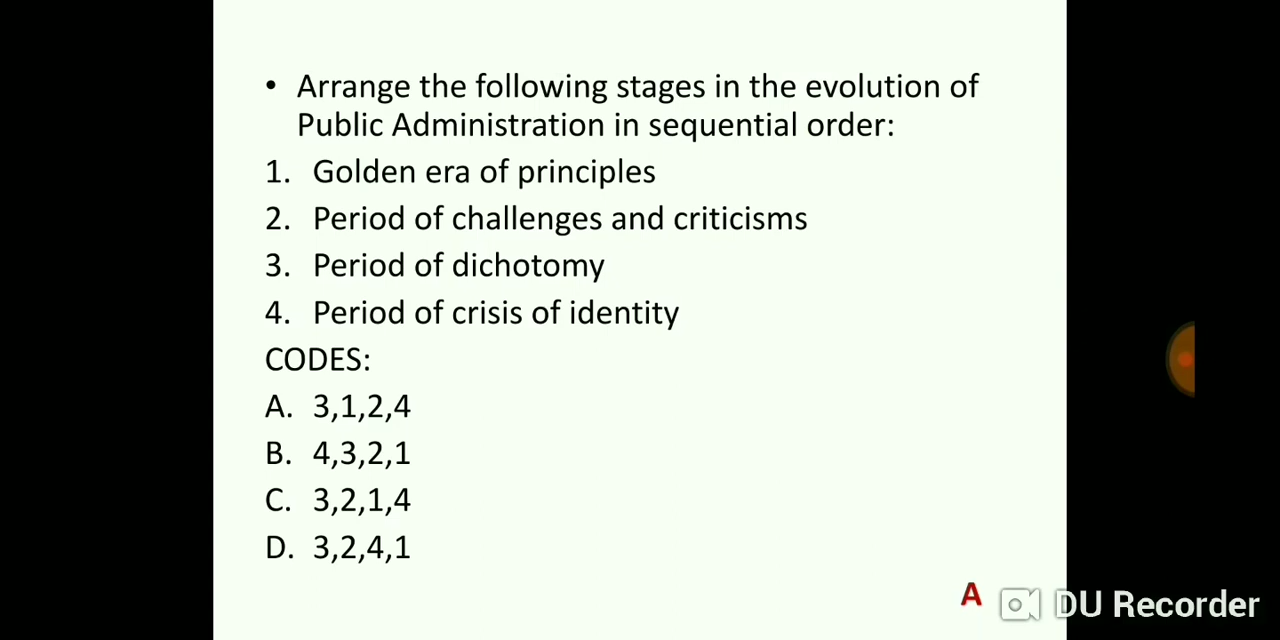 • Arrange the following stages in the evolution of
Public Administration in sequential order:
1. Golden era of principles
2. Period of challenges and criticisms
3. Period of dichotomy
4. Period of crisis of identity
CODES:
A. 3,1,2,4
B. 4,3,2,1
C. 3,2,1,4
D. 3,2,4,1
A DU Recorder